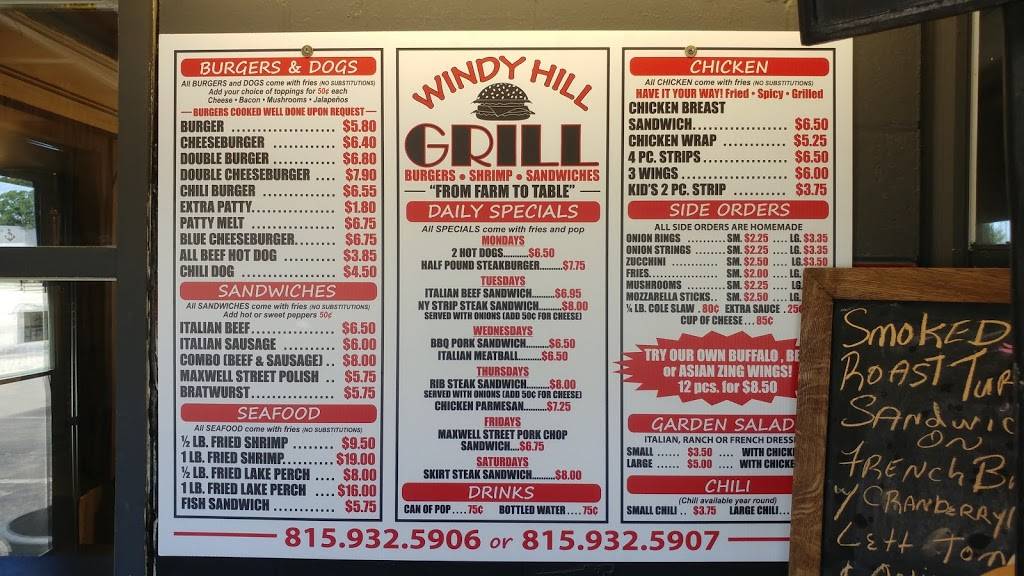 BURGERS & DOGS
All BURGERS and DOGS come with fries (NO SUBSTITUTIONS)
Add your choice of toppings for 50¢ each
Cheese • Bacon • Mushrooms • Jalapeños
BURGERS COOKED WELL DONE UPON REQUEST
BURGER $5.80
CHEESEBURGER $6.40
DOUBLE BURGER $6.80
DOUBLE CHEESEBURGER $7.90
CHILI BURGER $6.55
EXTRA PATTY $1.80
PATTY MELT $6.75
BLUE CHEESEBURGER $6.75
ALL BEEF HOT DOG $3.85
CHILI DOG $4.50
SANDWICHES
All SANDWICHES come with fries (NO SUBSTITUTIONS)
Add hot or sweet peppers 50¢
ITALIAN BEEF $6.50
ITALIAN SAUSAGE $6.00
COMBO (BEEF & SAUSAGE) $8.00
MAXWELL STREET POLISH $5.75
BRATWURST $5.75
SEAFOOD
All SEAFOOD come with fries (NO SUBSTITUTIONS)
½ LB. FRIED SHRIMP $9.50
1 LB. FRIED SHRIMP $19.00
½ LB. FRIED LAKE PERCH $8.00
1 LB. FRIED LAKE PERCH $16.00
FISH SANDWICH $5.75
WINDY HILL
GRILL
BURGERS • SHRIMP • SANDWICHES
"FROM FARM TO TABLE"
DAILY SPECIALS
All SPECIALS come with fries and pop
MONDAYS
2 HOT DOGS $6.50
HALF POUND STEAKBURGER $7.75
TUESDAYS
ITALIAN BEEF SANDWICH $6.95
NY STRIP STEAK SANDWICH $8.00
SERVED WITH ONIONS (ADD 50C FOR CHEESE)
WEDNESDAYS
BBQ PORK SANDWICH $6.50
ITALIAN MEATBALL $6.50
THURSDAYS
RIB STEAK SANDWICH $8.00
SERVED WITH ONIONS (ADD 50C FOR CHEESE)
CHICKEN PARMESAN $7.25
FRIDAYS
MAXWELL STREET PORK CHOP
SANDWICH $6.75
SATURDAYS
SKIRT STEAK SANDWICH $8.00
DRINKS
CAN OF POP 75¢ BOTTLED WATER 75¢
CHICKEN
All CHICKEN come with fries (NO SUBSTITUTIONS)
HAVE IT YOUR WAY! Fried • Spicy • Grilled
CHICKEN BREAST
SANDWICH $6.50
CHICKEN WRAP $5.25
4 PC. STRIPS $6.50
3 WINGS $6.00
KID'S 2 PC. STRIP $3.75
SIDE ORDERS
ALL SIDE ORDERS ARE HOMEMADE
ONION RINGS SM. $2.25 LG. $3.35
ONION STRINGS SM. $2.25 LG. $3.35
ZUCCHINI SM. $2.50 LG. $3.50
FRIES SM. $2.00 LG.
MUSHROOMS SM. $2.25 LG.
MOZZARELLA STICKS SM. $2.50 LG.
¼ LB. COLE SLAW . 80¢ EXTRA SAUCE . 25¢
CUP OF CHEESE . . . 85¢
TRY OUR OWN BUFFALO,
or ASIAN ZING WINGS!
12 pcs. for $8.50
GARDEN SALAD
ITALIAN, RANCH OR FRENCH
SMALL $3.50 WITH
LARGE $5.00 WITH
CHILI
(Chili available year round)
SMALL CHILI $3.75 LARGE CHILI
815.932.5906 or 815.932.5907
SMOKED
ROAST
ON
FRENCH
W/